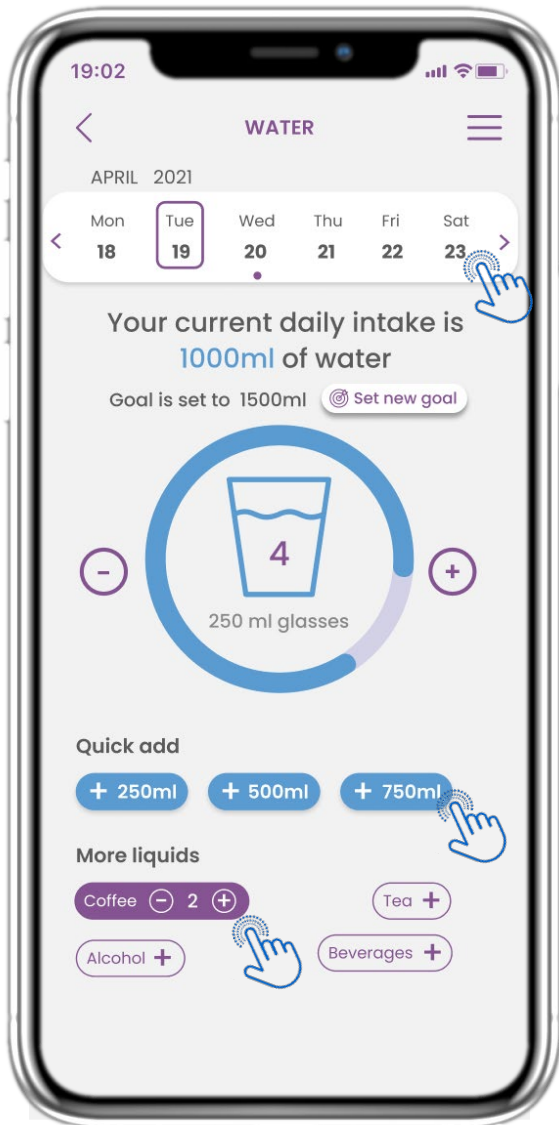 19:02
WATER
APRIL 2021
Mon Tue Wed Thu Fri Sat
18 19 20 21 22 23
Your current daily intake is
1000ml of water
Goal is set to 1500ml Set new goal
4
- +
250 ml glasses
Quick add
+ 250ml + 500ml + 750ml
More liquids
Coffee - 2 + Tea +
Alcohol + Beverages +